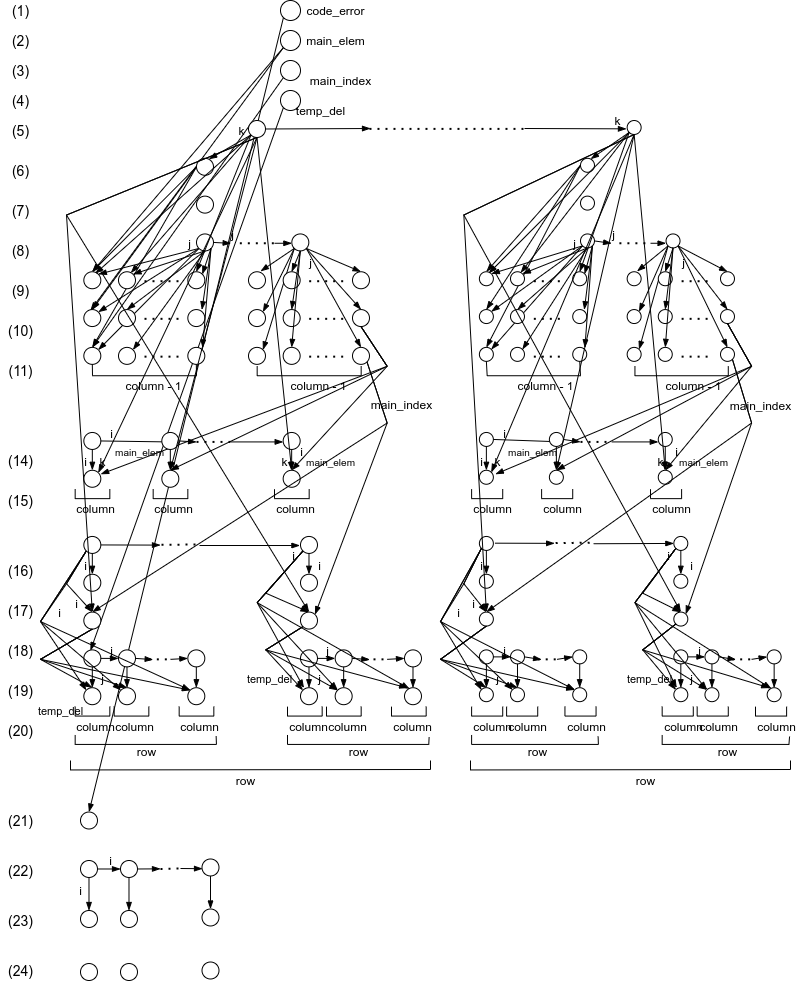 (1) code_error
(2) main_elem
(3)
main_index
(4)
temp_del
k
(5) k
(6)
(7)
j j j
(8) j
j j
(9)
(10)
(11)
column - 1 column - 1 column - 1 column - 1
main_index main_index
i i
main_elem i main_elem i
(14) i k k main_elem i k k main_elem
(15)
column column column column column column
i i i i
(16) i i i i
i i
(17) i i
(18) j j j j
temp_del j j temp_del j
(19)
temp_del
(20) column column column column column column column column column column column column
row row row row
row row
(21)
i
(22)
i
(23)
(24)